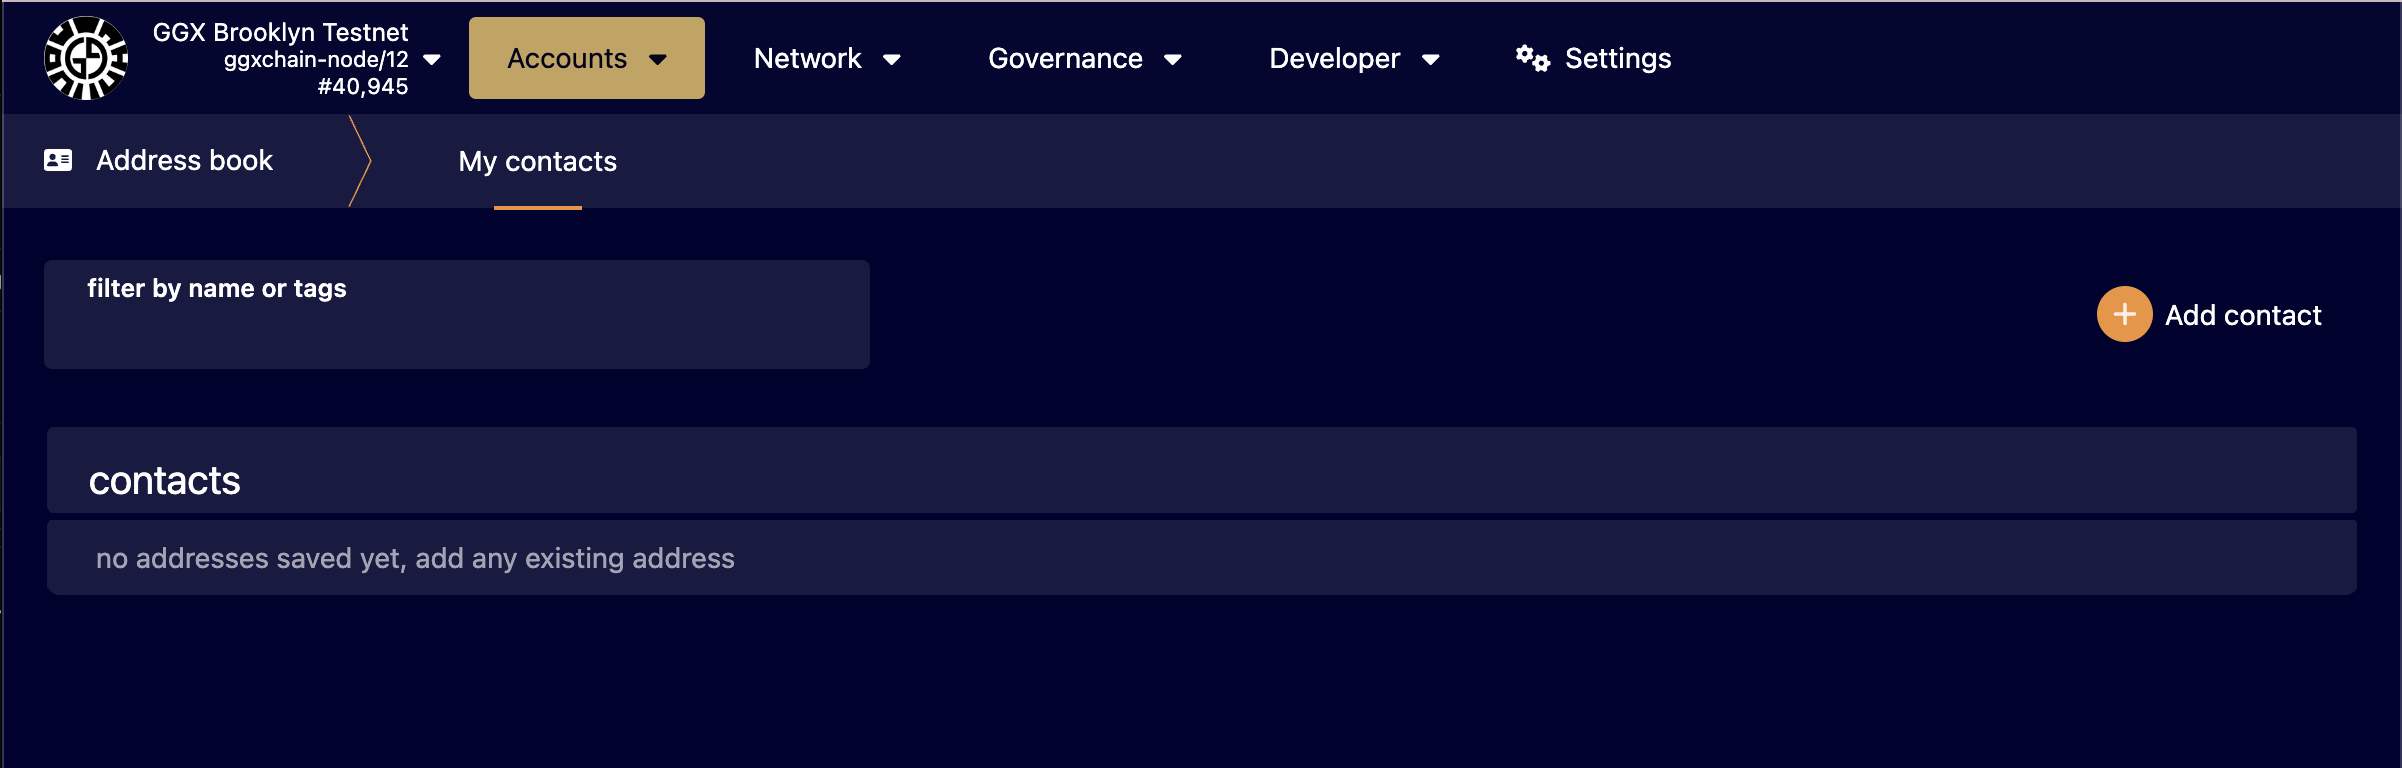 GGX Brooklyn Testnet
ggxchain-node/12
#40,945
Accounts
Network
Governance
Developer
Settings
Address book
My contacts
filter by name or tags
Add contact
contacts
no addresses saved yet, add any existing address